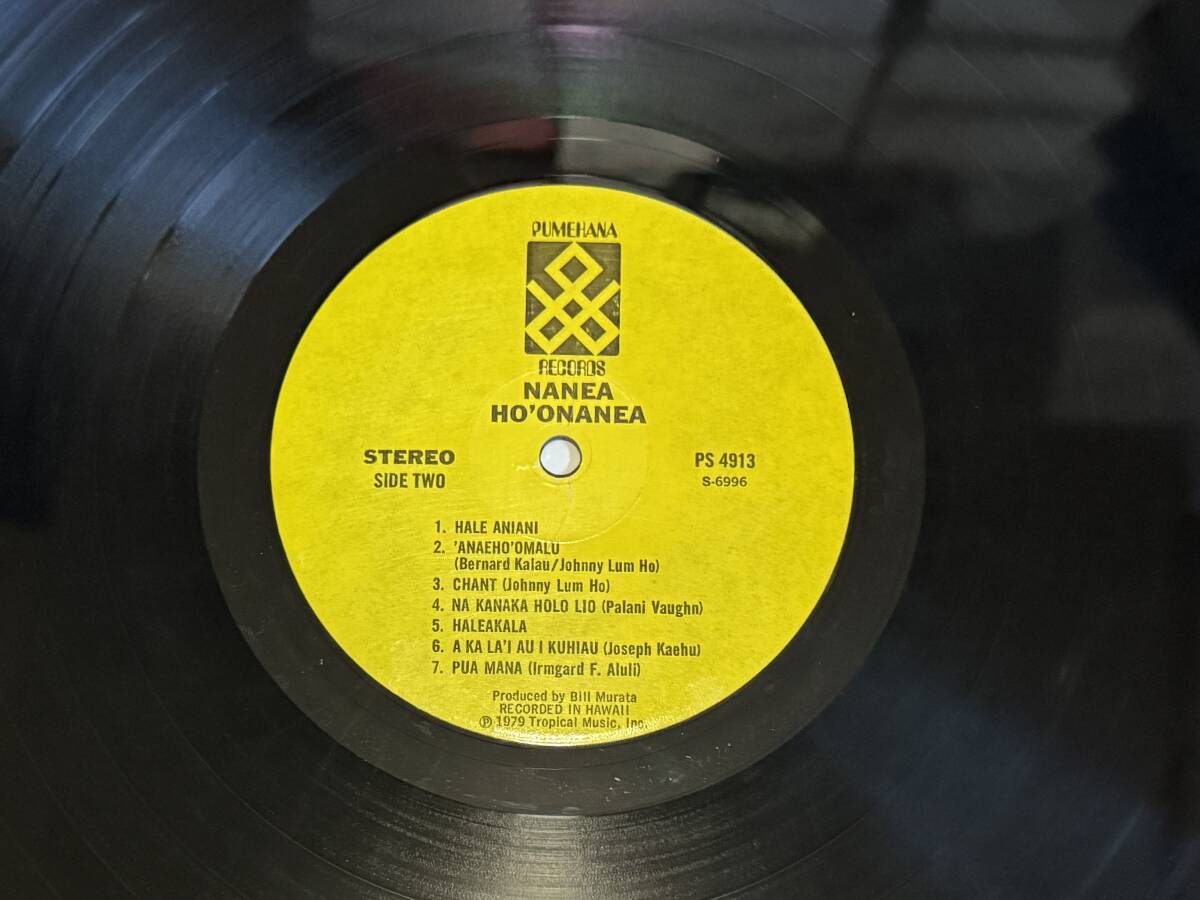 PUMEHANA
RECORDS
NANEA
HO'ONANEA
STEREO
SIDE TWO
PS 4913
S-6996
1. HALE ANIANI
2. 'ANAEHO'OMALU
(Bernard Kalau/Johnny Lum Ho)
3. CHANT (Johnny Lum Ho)
4. NA KANAKA HOLO LIO (Palani Vaughn)
5. HALEAKALA
6. A KA LA'I AU I KUHIAU (Joseph Kaehu)
7. PUA MANA (Irmgard F. Aluli)
Produced by Bill Murata
RECORDED IN HAWAII
℗ 1979 Tropical Music, Inc.